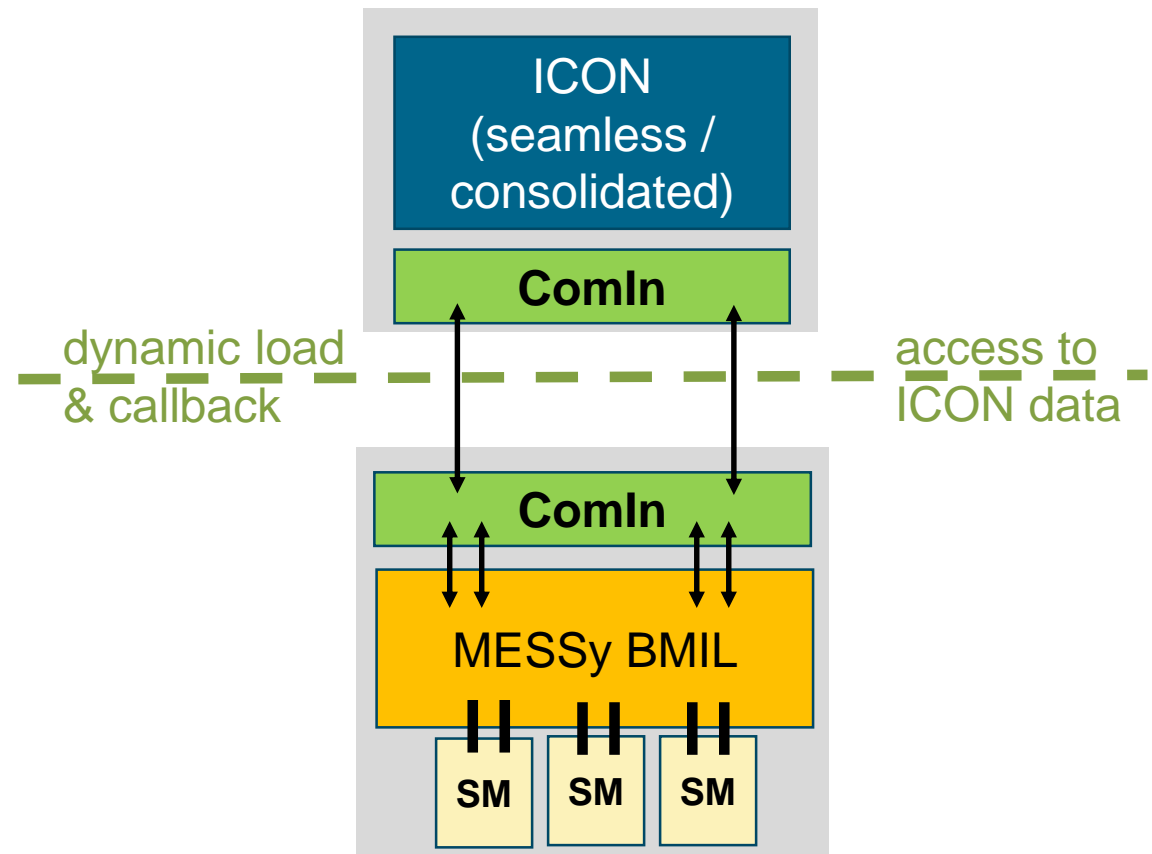 ICON
(seamless /
consolidated)
ComIn
dynamic load
& callback
access to
ICON data
ComIn
MESSy BMIL
SM
SM
SM